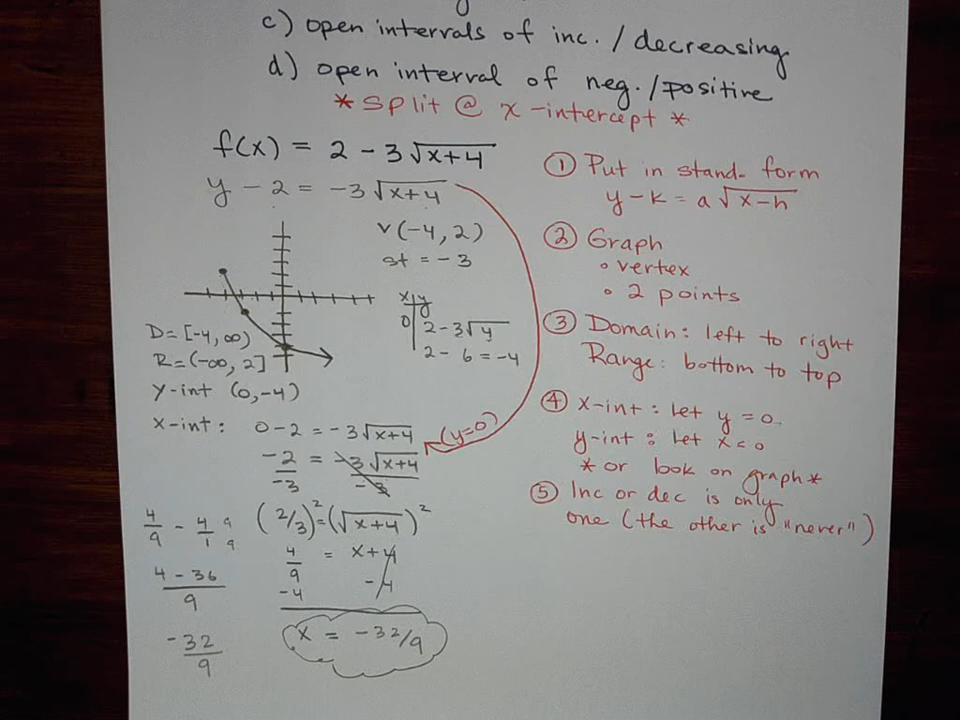 c) open intervals of inc. / decreasing
d) open interval of neg. / positive
* split @ x-intercept *
f(x) = 2 - 3√x+4
y - 2 = -3√x+4
v(-4, 2)
st = -3
x | y
0 | 2 - 3√4
2 - 6 = -4
D = [-4, ∞)
R = (-∞, 2]
y-int (0, -4)
x-int: 0 - 2 = -3√x+4
(y=0)
-2/-3 = -3√x+4/-3
(2/3)² = (√x+4)²
4/9 = x+4
-4 -4
x = -32/9
4/9 - 4/1 9/9
4 - 36/9
-32/9
① Put in stand. form
y - k = a√x-h
② Graph
• vertex
• 2 points
③ Domain: left to right
Range: bottom to top
④ x-int: Let y = 0.
y-int: Let x = 0
* or look on graph *
⑤ Inc or dec is only
one (the other is "never")